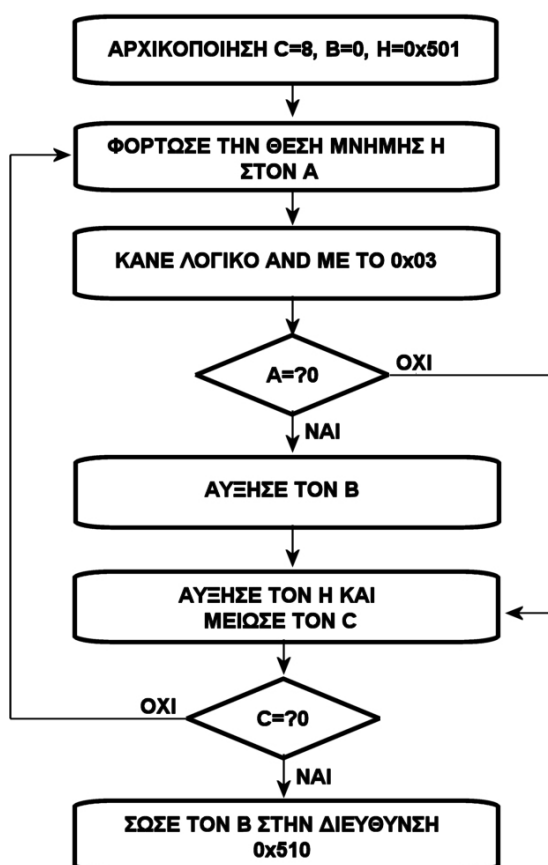 ΑΡΧΙΚΟΠΟΙΗΣΗ C=8, B=0, H=0x501
ΦΟΡΤΩΣΕ ΤΗΝ ΘΕΣΗ ΜΝΗΜΗΣ Η
ΣΤΟΝ Α
ΚΑΝΕ ΛΟΓΙΚΟ AND ΜΕ ΤΟ 0x03
A=?0
ΟΧΙ
ΝΑΙ
ΑΥΞΗΣΕ ΤΟΝ Β
ΑΥΞΗΣΕ ΤΟΝ Η ΚΑΙ
ΜΕΙΩΣΕ ΤΟΝ C
ΟΧΙ
C=?0
ΝΑΙ
ΣΩΣΕ ΤΟΝ Β ΣΤΗΝ ΔΙΕΥΘΥΝΣΗ
0x510